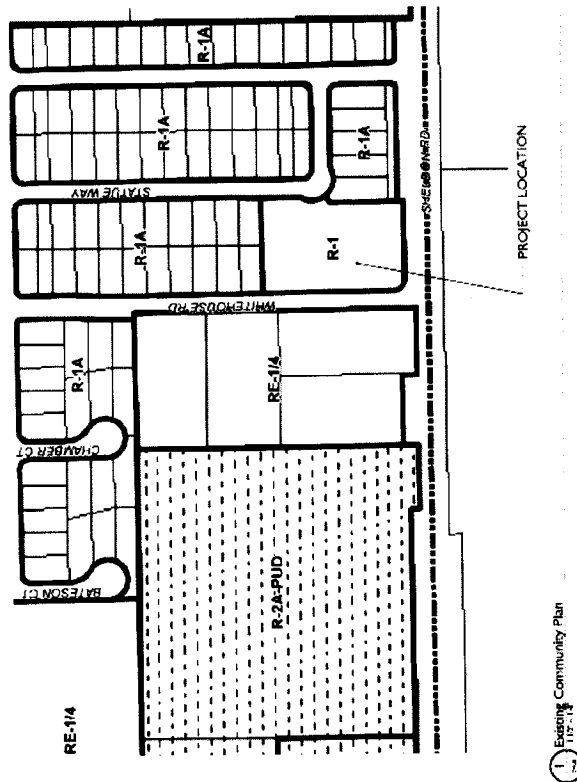 R-1A
R-1A
R-1A
STATUE WAY
R-1A
R-1
SHELDON RD
PROJECT LOCATION
WHITEHOUSE RD
R-1A
RE-1/4
CHAMBER CT
BATESON CT
R-2A-PUD
RE-1/4
Existing Community Plan